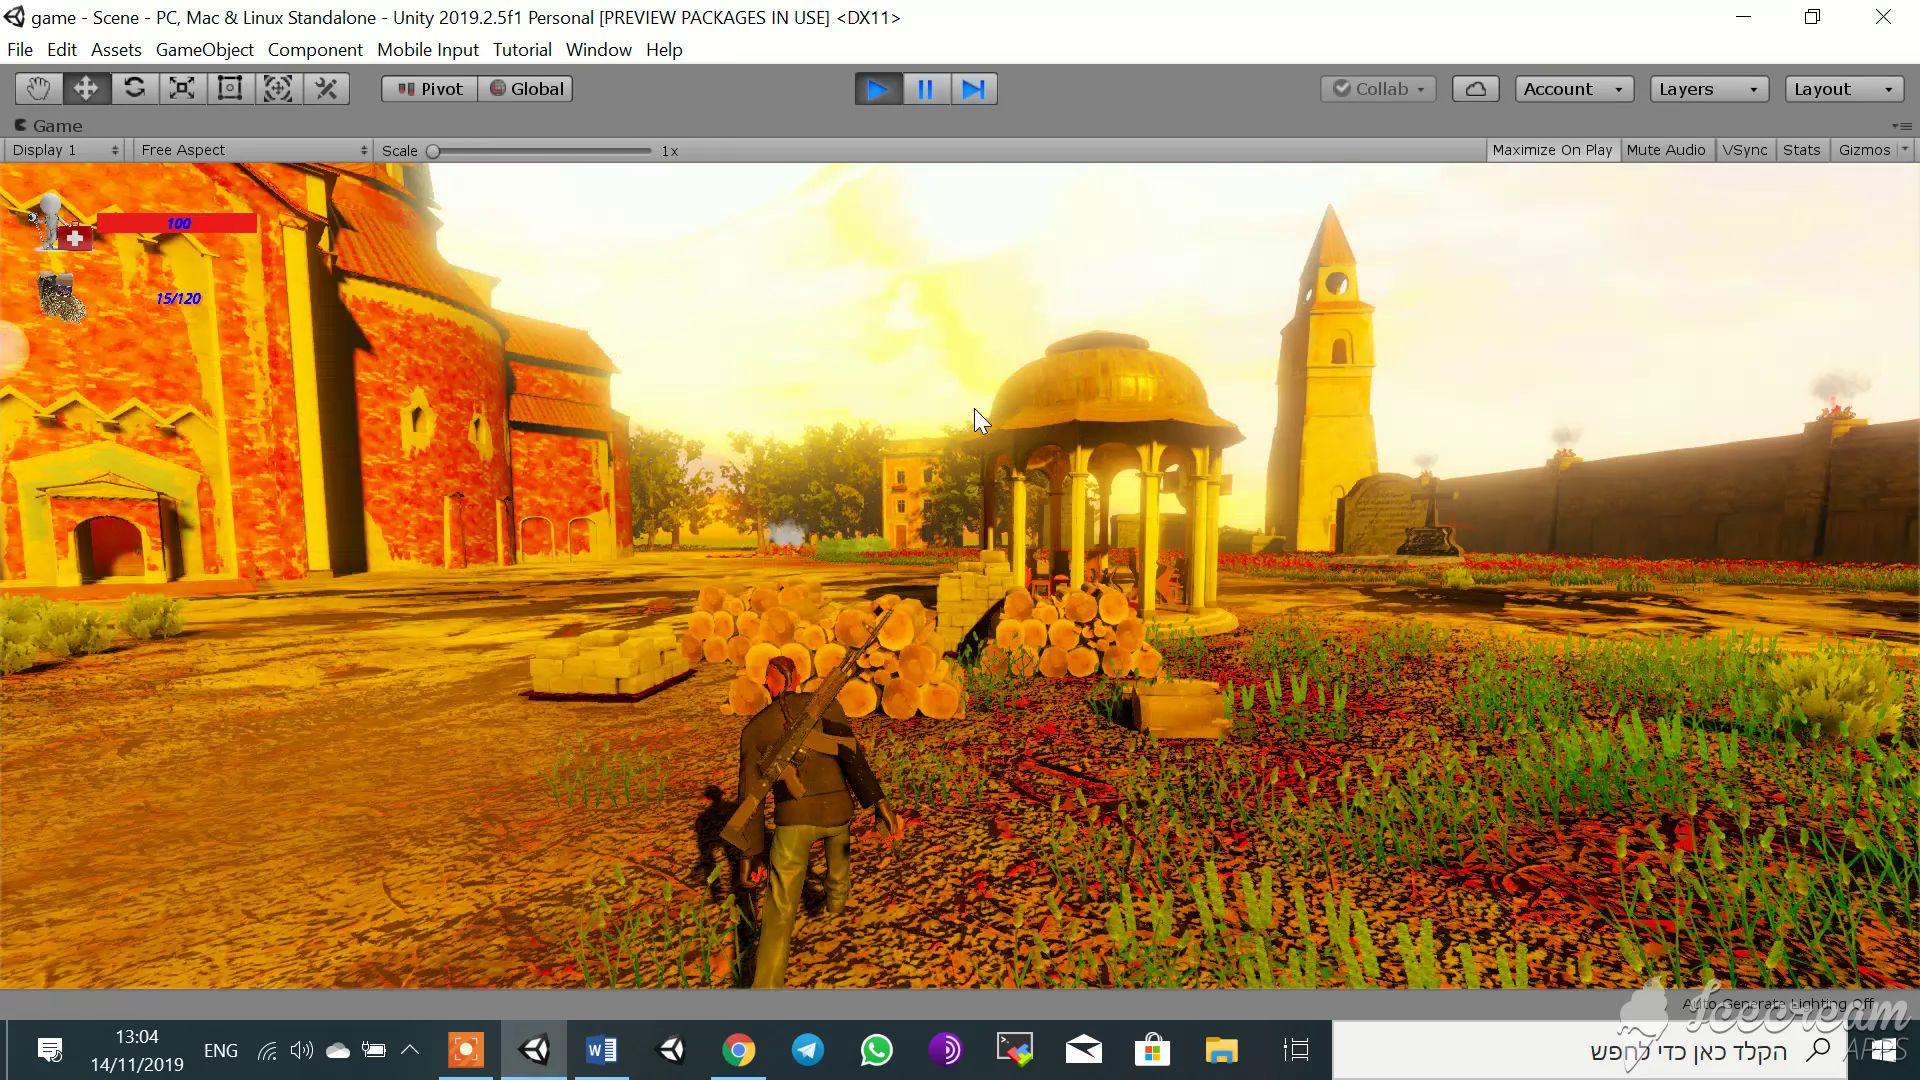 game - Scene - PC, Mac & Linux Standalone - Unity 2019.2.5f1 Personal [PREVIEW PACKAGES IN USE] <DX11>
File Edit Assets GameObject Component Mobile Input Tutorial Window Help
Pivot Global Collab Account Layers Layout
Game
Display 1 Free Aspect Scale 1x Maximize On Play Mute Audio VSync Stats Gizmos
100
15/120
Auto Generate Lighting Off
Icecream
APPS
13:04
ENG
14/11/2019
הקלד כאן כדי לחפש